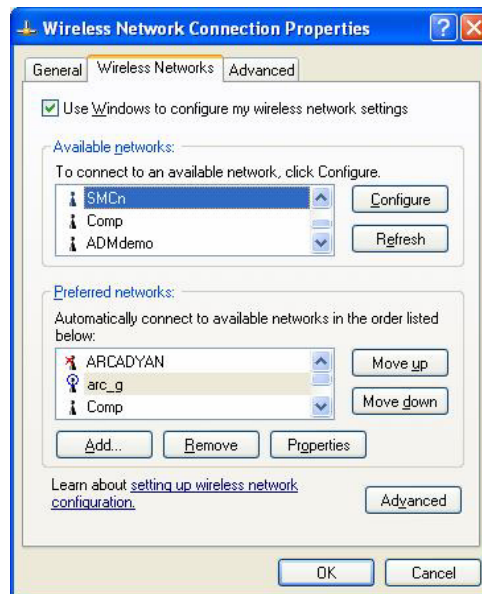 Wireless Network Connection Properties
General Wireless Networks Advanced
Use Windows to configure my wireless network settings
Available networks:
To connect to an available network, click Configure.
SMCn
Comp
ADMdemo
Configure
Refresh
Preferred networks:
Automatically connect to available networks in the order listed
below:
ARCADYAN
arc_g
Comp
Move up
Move down
Add... Remove Properties
Learn about setting up wireless network
configuration.
Advanced
OK Cancel